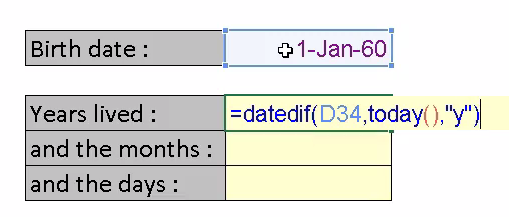 Birth date : 1-Jan-60
Years lived : =datedif(D34,today(),"y")
and the months :
and the days :